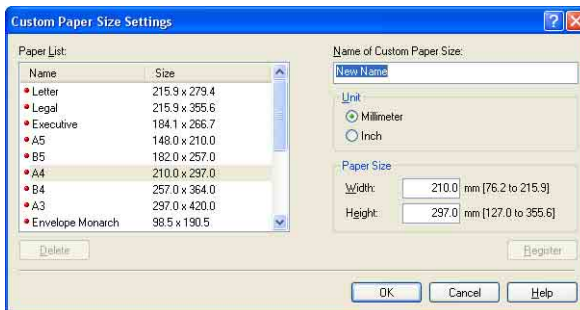 Custom Paper Size Settings
Paper List:
Name Size
Letter 215.9 x 279.4
Legal 215.9 x 355.6
Executive 184.1 x 266.7
A5 148.0 x 210.0
B5 182.0 x 257.0
A4 210.0 x 297.0
B4 257.0 x 364.0
A3 297.0 x 420.0
Envelope Monarch 98.5 x 190.5
Delete
Name of Custom Paper Size:
New Name
Unit
Millimeter
Inch
Paper Size
Width: 210.0 mm [76.2 to 215.9]
Height: 297.0 mm [127.0 to 355.6]
Register
OK Cancel Help